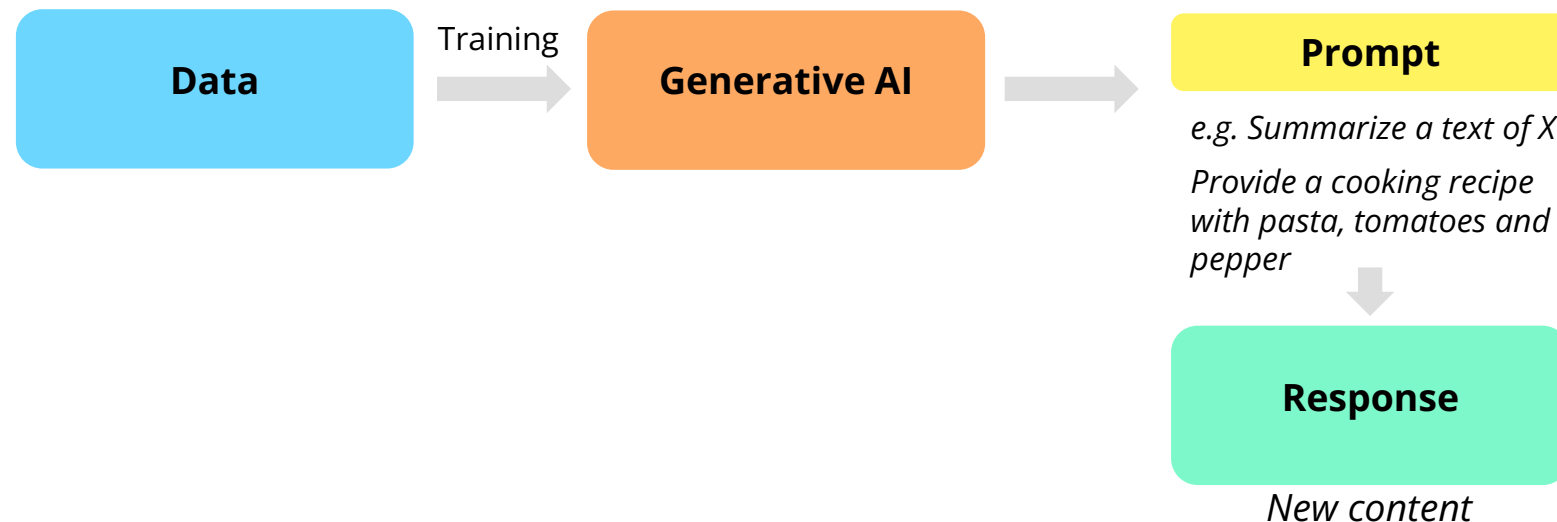 Data
Training
Generative AI
Prompt
e.g. Summarize a text of X
Provide a cooking recipe
with pasta, tomatoes and
pepper
Response
New content